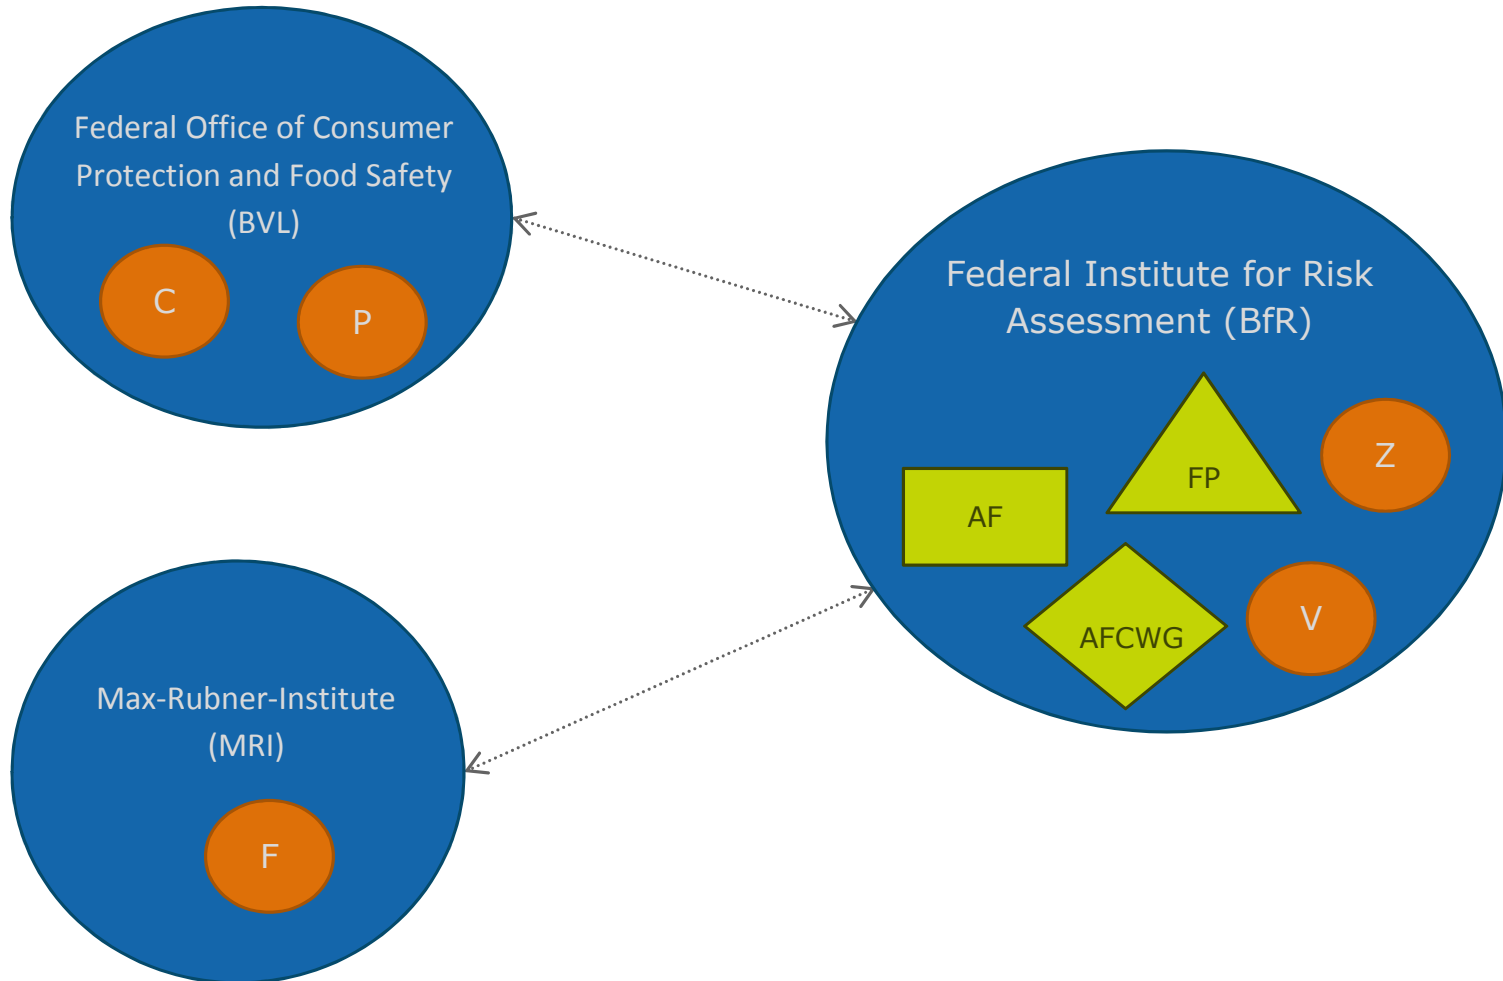 Federal Office of Consumer
Protection and Food Safety
(BVL)
C
P
Federal Institute for Risk
Assessment (BfR)
FP
Z
AF
AFCWG
V
Max-Rubner-Institute
(MRI)
F